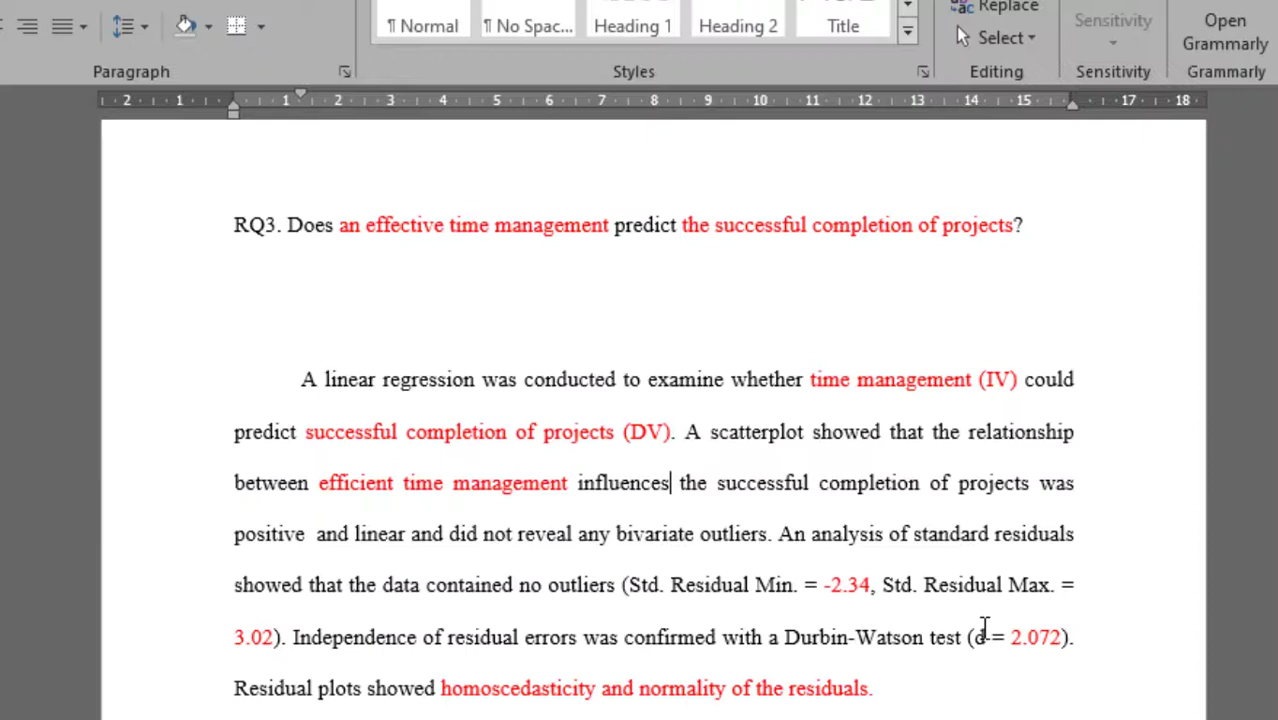 Replace
Select
Sensitivity
Open
Grammarly
¶ Normal
¶ No Spac...
Heading 1
Heading 2
Title
Paragraph
Styles
Editing
Sensitivity
Grammarly
2 1 1 2 3 4 5 6 7 8 9 10 11 12 13 14 15 17 18
RQ3. Does an effective time management predict the successful completion of projects?
A linear regression was conducted to examine whether time management (IV) could
predict successful completion of projects (DV). A scatterplot showed that the relationship
between efficient time management influences the successful completion of projects was
positive  and linear and did not reveal any bivariate outliers. An analysis of standard residuals
showed that the data contained no outliers (Std. Residual Min. = -2.34, Std. Residual Max. =
3.02). Independence of residual errors was confirmed with a Durbin-Watson test (d = 2.072).
Residual plots showed homoscedasticity and normality of the residuals.